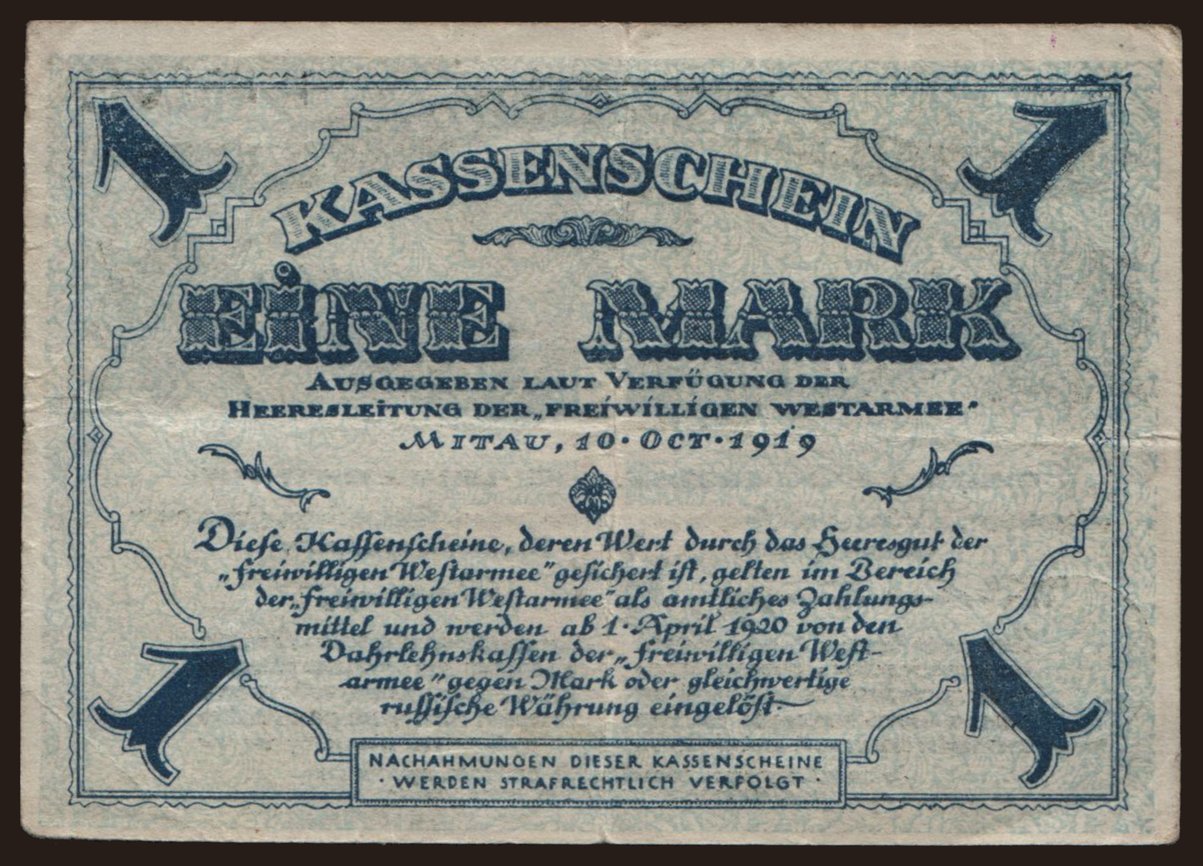 1 1
KASSENSCHEIN
EINE MARK
AUSGEGEBEN LAUT VERFÜGUNG DER
HEERESLEITUNG DER „FREIWILLIGEN WESTARMEE“
MITAU, 10·OCT·1919
Dieſe Kaſſenſcheine, deren Wert durch das Heeresgut der
„freiwilligen Weſtarmee“ geſichert iſt, gelten im Bereich
der „freiwilligen Weſtarmee“ als amtliches Zahlungs-
mittel und werden ab 1·April 1920 von den
Dahrlehnskaſſen der „freiwilligen Weſt-
armee“ gegen Mark oder gleichwertige
ruſſiſche Währung eingelöſt.
1 1
NACHAHMUNGEN DIESER KASSENSCHEINE
·WERDEN STRAFRECHTLICH VERFOLGT·